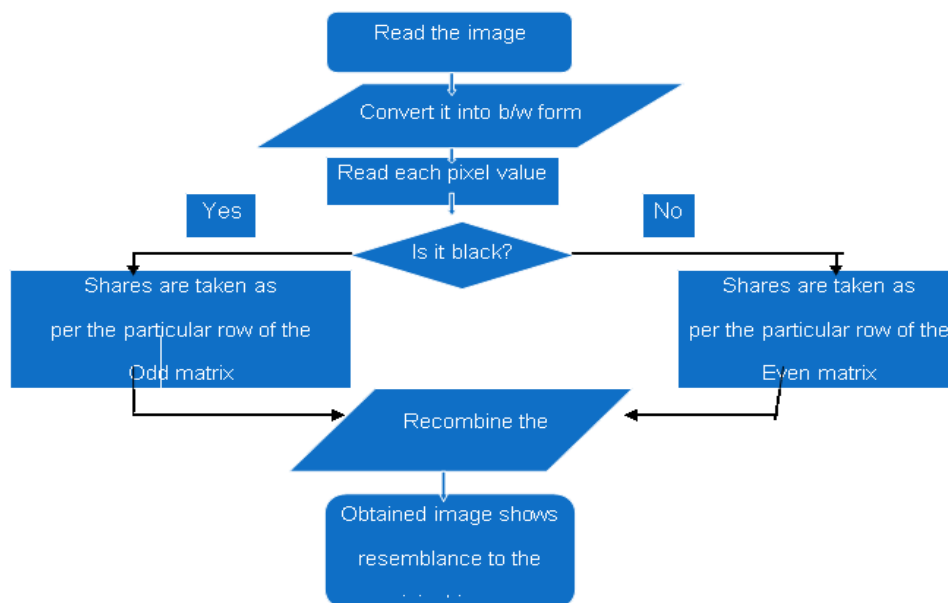 Read the image
Convert it into b/w form
Read each pixel value
Yes
No
Is it black?
Shares are taken as
per the particular row of the
Odd matrix
Shares are taken as
per the particular row of the
Even matrix
Recombine the
Obtained image shows
resemblance to the